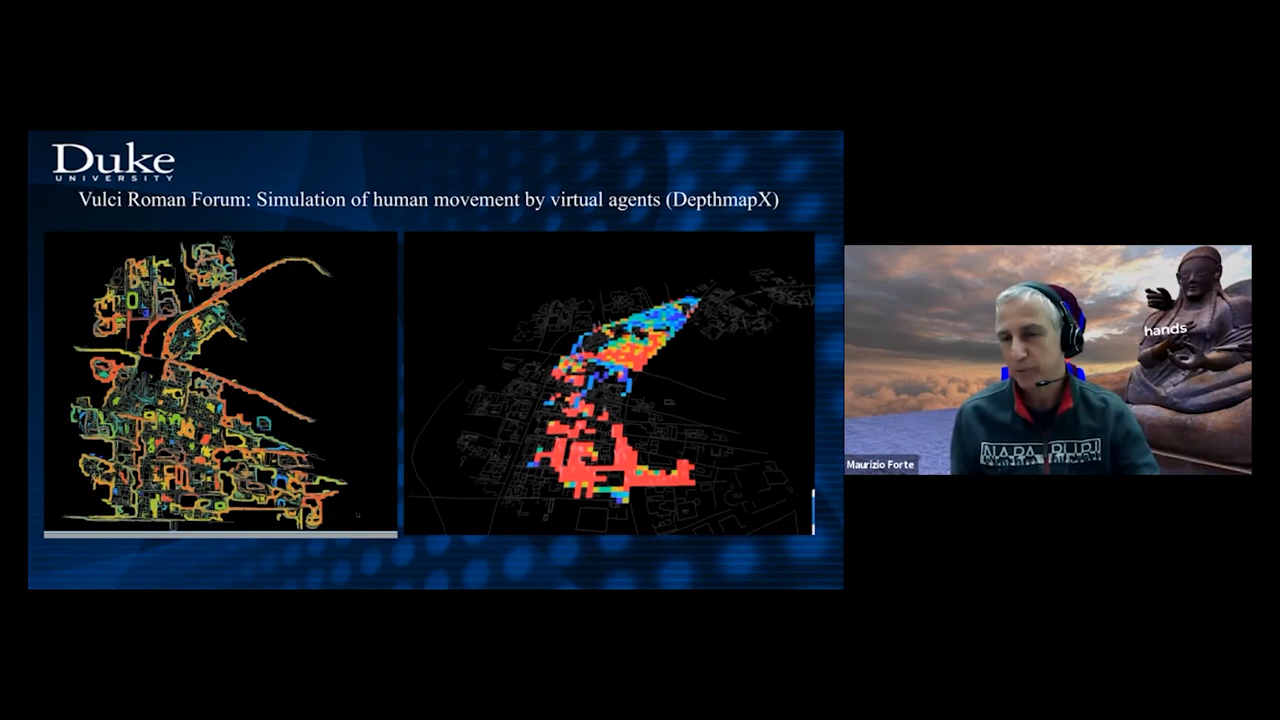 Duke
UNIVERSITY
Vulci Roman Forum: Simulation of human movement by virtual agents (DepthmapX)
hands
Maurizio Forte